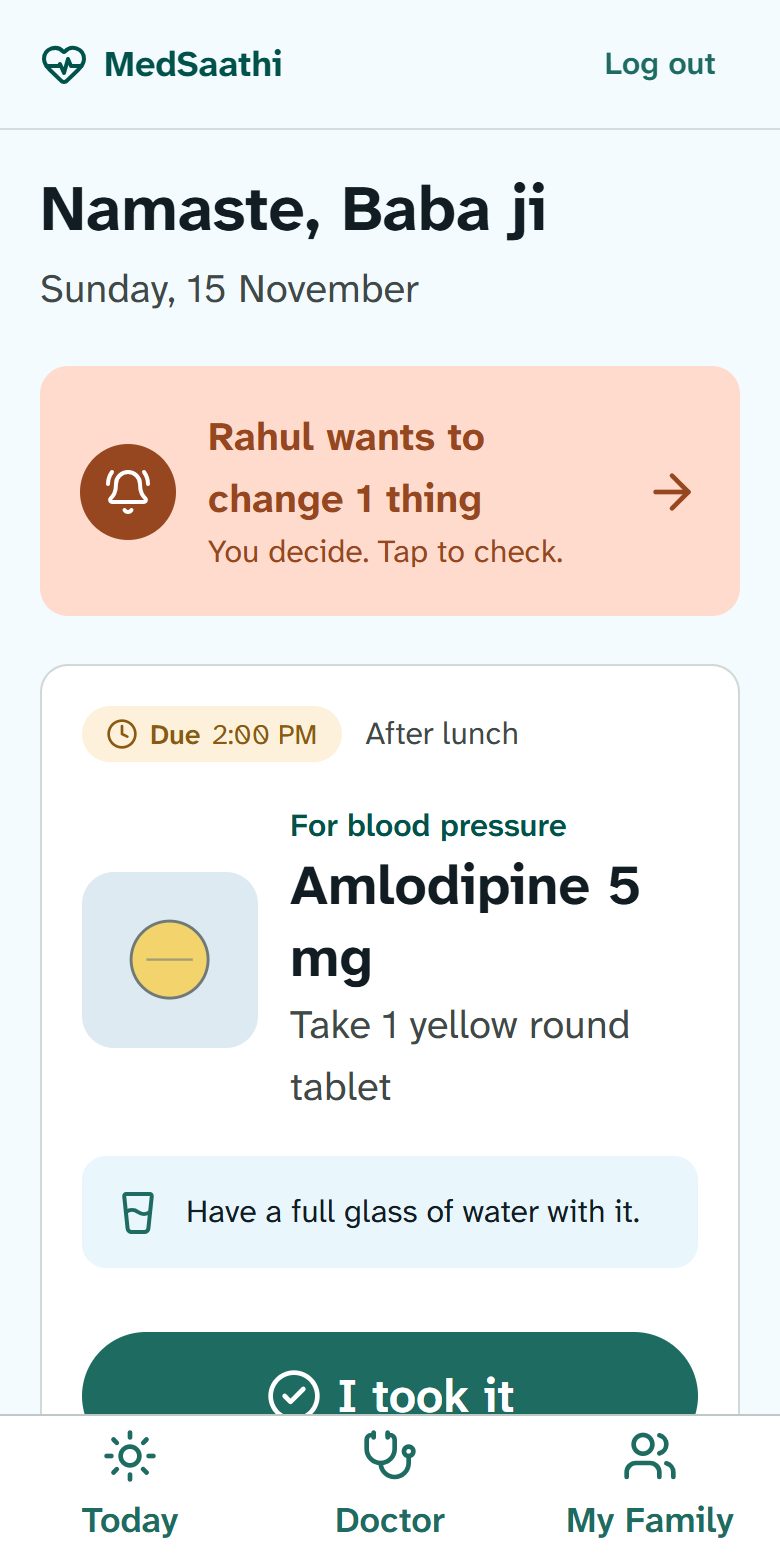 MedSaathi
Log out
Namaste, Baba ji
Sunday, 15 November
Rahul wants to
change 1 thing
You decide. Tap to check.
Due 2:00 PM
After lunch
For blood pressure
Amlodipine 5
mg
Take 1 yellow round
tablet
Have a full glass of water with it.
I took it
Today
Doctor
My Family